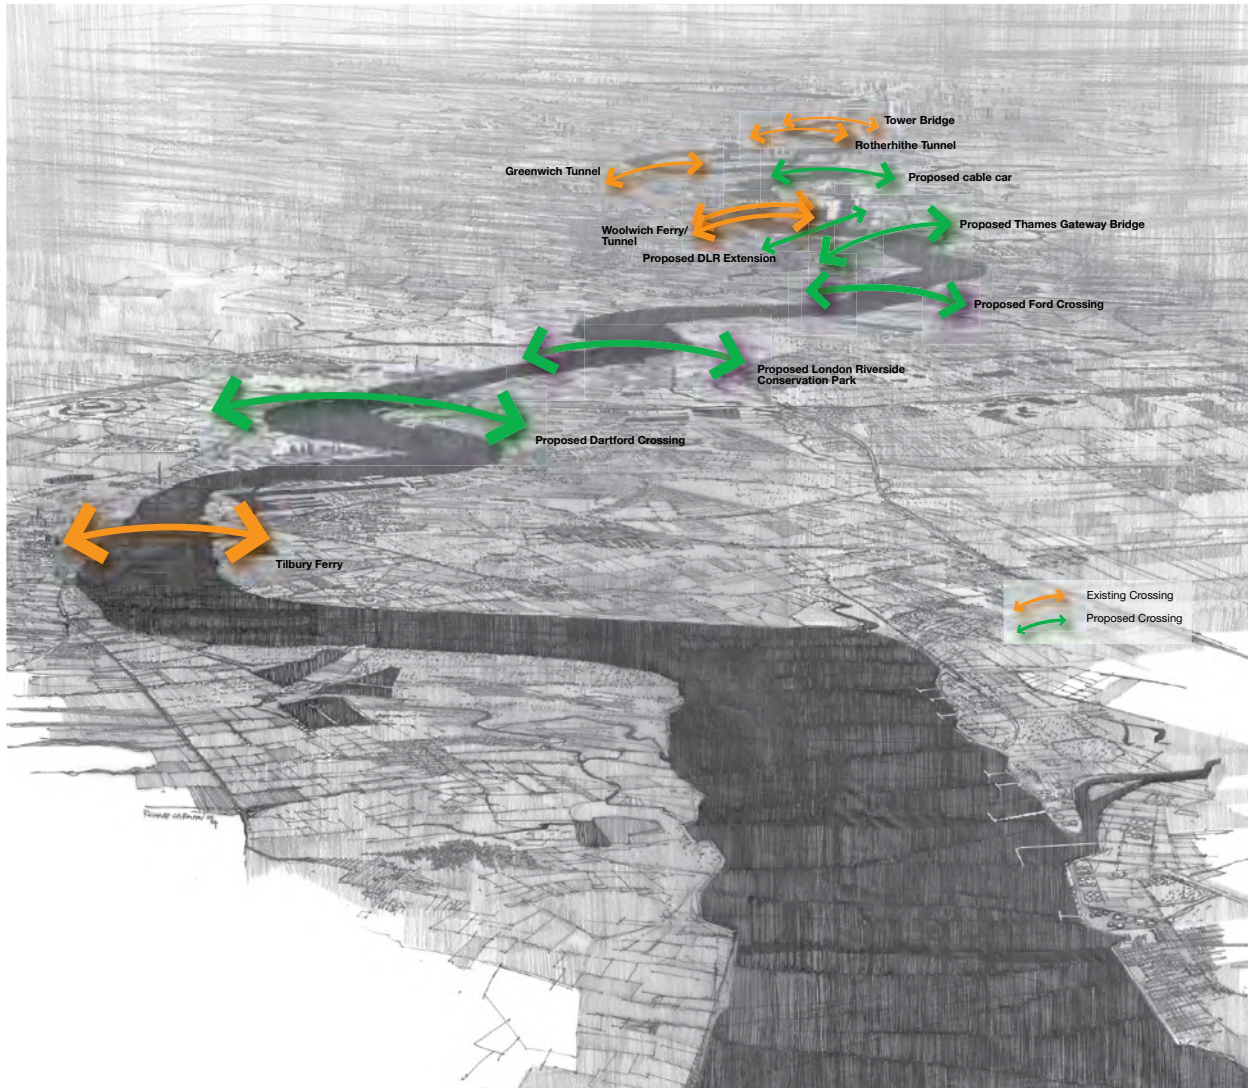 Tower Bridge
Rotherhithe Tunnel
Greenwich Tunnel
Proposed cable car
Woolwich Ferry/
Tunnel
Proposed Thames Gateway Bridge
Proposed DLR Extension
Proposed Ford Crossing
Proposed London Riverside
Conservation Park
Proposed Dartford Crossing
Tilbury Ferry
Existing Crossing
Proposed Crossing